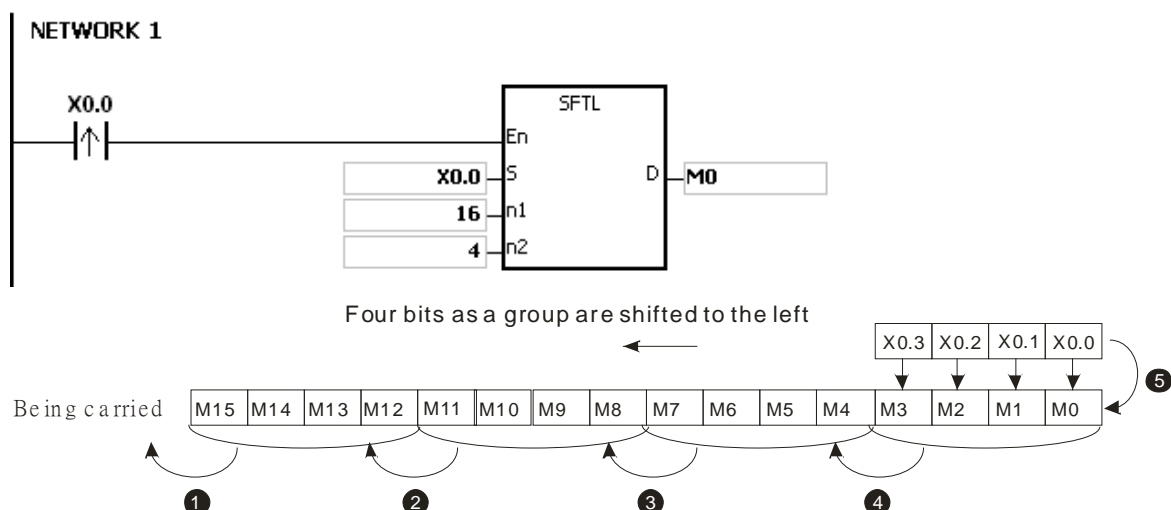 NETWORK 1
X0.0
SFTL
En
X0.0 S D M0
16 n1
4 n2
Four bits as a group are shifted to the left
X0.3 X0.2 X0.1 X0.0
5
Being carried M15 M14 M13 M12 M11 M10 M9 M8 M7 M6 M5 M4 M3 M2 M1 M0
1 2 3 4